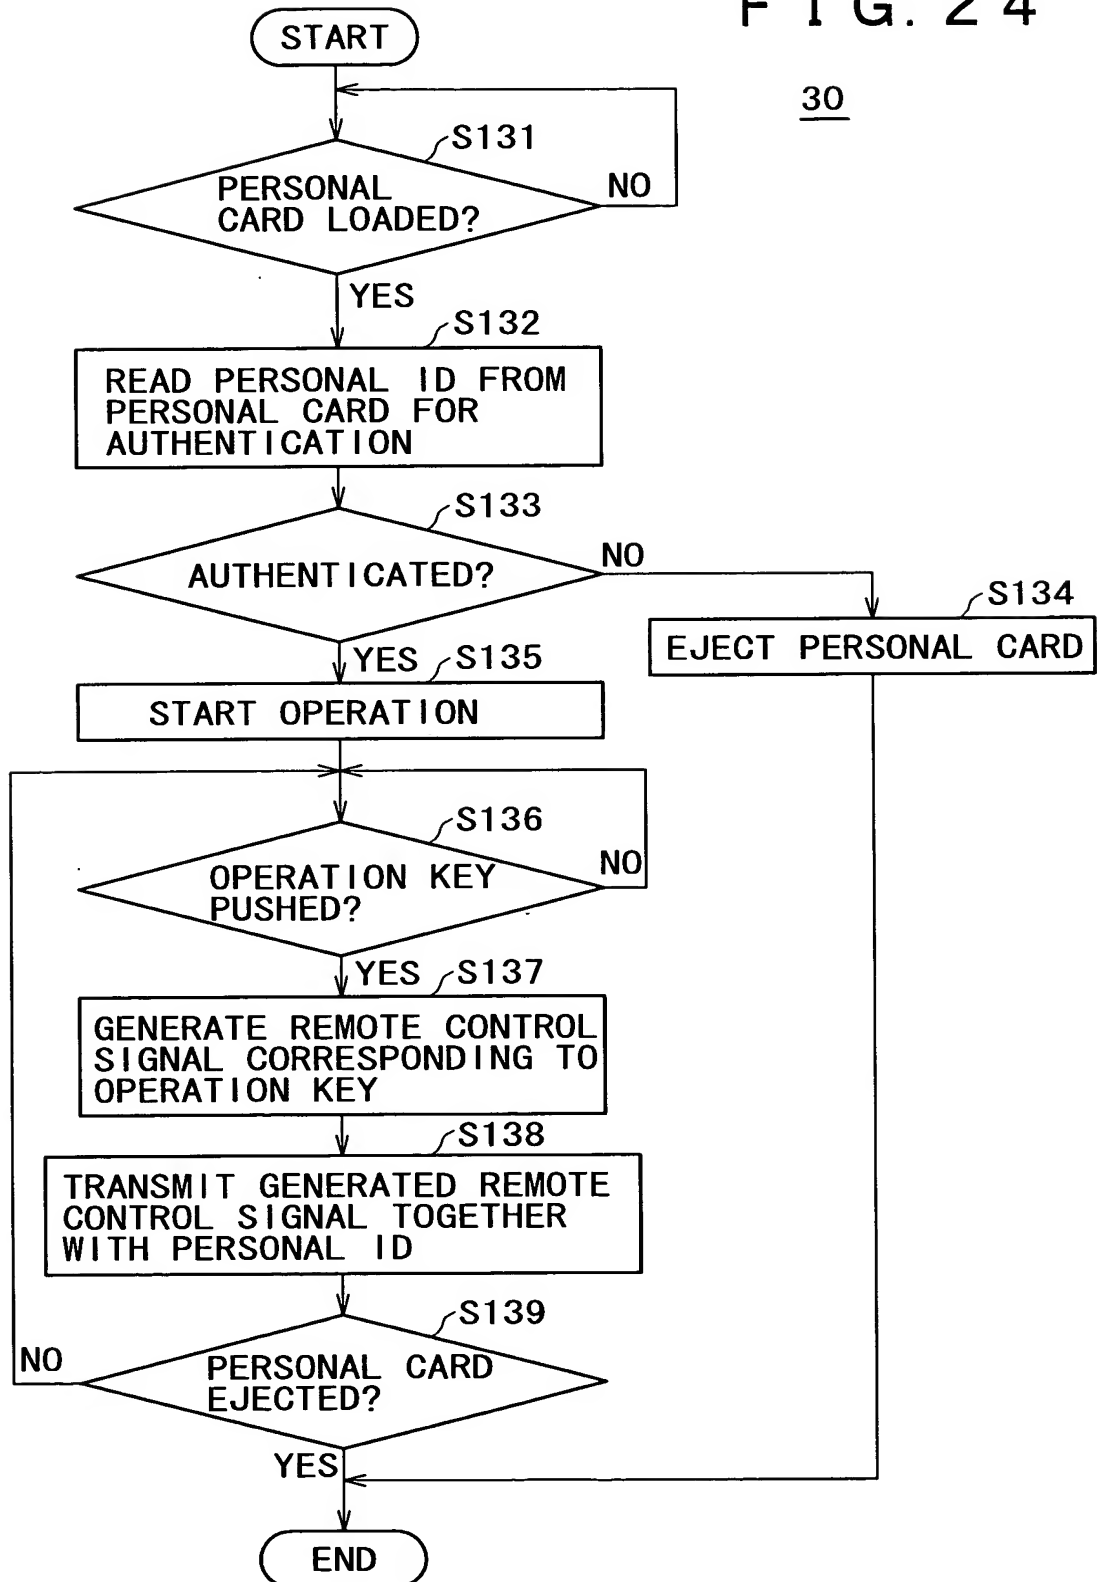 FIG. 24
START
30
S131
PERSONAL
CARD LOADED?
NO
YES
S132
READ PERSONAL ID FROM
PERSONAL CARD FOR
AUTHENTICATION
S133
AUTHENTICATED?
NO
S134
EJECT PERSONAL CARD
YES
S135
START OPERATION
S136
OPERATION KEY
PUSHED?
NO
YES
S137
GENERATE REMOTE CONTROL
SIGNAL CORRESPONDING TO
OPERATION KEY
S138
TRANSMIT GENERATED REMOTE
CONTROL SIGNAL TOGETHER
WITH PERSONAL ID
S139
NO
PERSONAL CARD
EJECTED?
YES
END